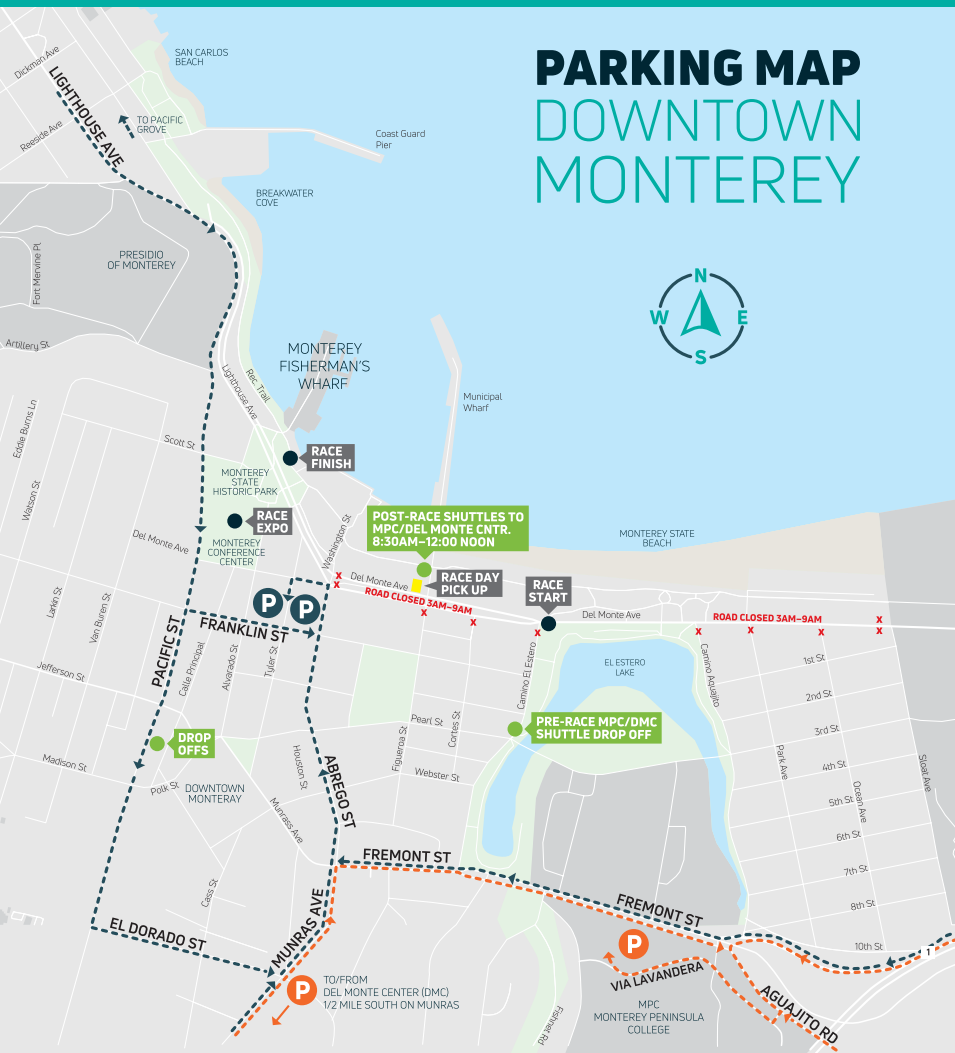 PARKING MAP
DOWNTOWN
MONTEREY
N
W
E
S
SAN CARLOS
BEACH
Dickman Ave
LIGHTHOUSE AVE
TO PACIFIC
GROVE
Reeside Ave
Coast Guard
Pier
BREAKWATER
COVE
PRESIDIO
OF MONTEREY
Fort Mervine Pl
Artillery St
MONTEREY
FISHERMAN'S
WHARF
Lighthouse Ave
Rec. Trail
Municipal
Wharf
Eddie Burns Ln
Scott St
RACE
FINISH
MONTEREY
STATE
HISTORIC PARK
Watson St
RACE
EXPO
POST-RACE SHUTTLES TO
MPC/DEL MONTE CNTR.
8:30AM–12:00 NOON
Washington St
Del Monte Ave
MONTEREY
CONFERENCE
CENTER
MONTEREY STATE
BEACH
Del Monte Ave
RACE DAY
PICK UP
RACE
START
x
x
ROAD CLOSED 3AM–9AM
x
x
x
Del Monte Ave
ROAD CLOSED 3AM–9AM
x
x
x
x
x
Larkin St
Van Buren St
P
P
FRANKLIN ST
PACIFIC ST
Calle Principal
Alvarado St
Tyler St
Jefferson St
Camino El Estero
EL ESTERO
LAKE
Camino Aquajito
1st St
2nd St
3rd St
4th St
5th St
6th St
7th St
8th St
10th St
Park Ave
Ocean Ave
Sloat Ave
Pearl St
Figueroa St
Cortes St
Webster St
PRE-RACE MPC/DMC
SHUTTLE DROP OFF
DROP
OFFS
Madison St
Polk St
DOWNTOWN
MONTERAY
Houston St
Munrass Ave
ABREGO ST
Cass St
FREMONT ST
FREMONT ST
EL DORADO ST
MUNRAS AVE
P
TO/FROM
DEL MONTE CENTER (DMC)
1/2 MILE SOUTH ON MUNRAS
P
VIA LAVANDERA
MPC
MONTEREY PENINSULA
COLLEGE
Fishnet Rd
AGUAJITO RD
1